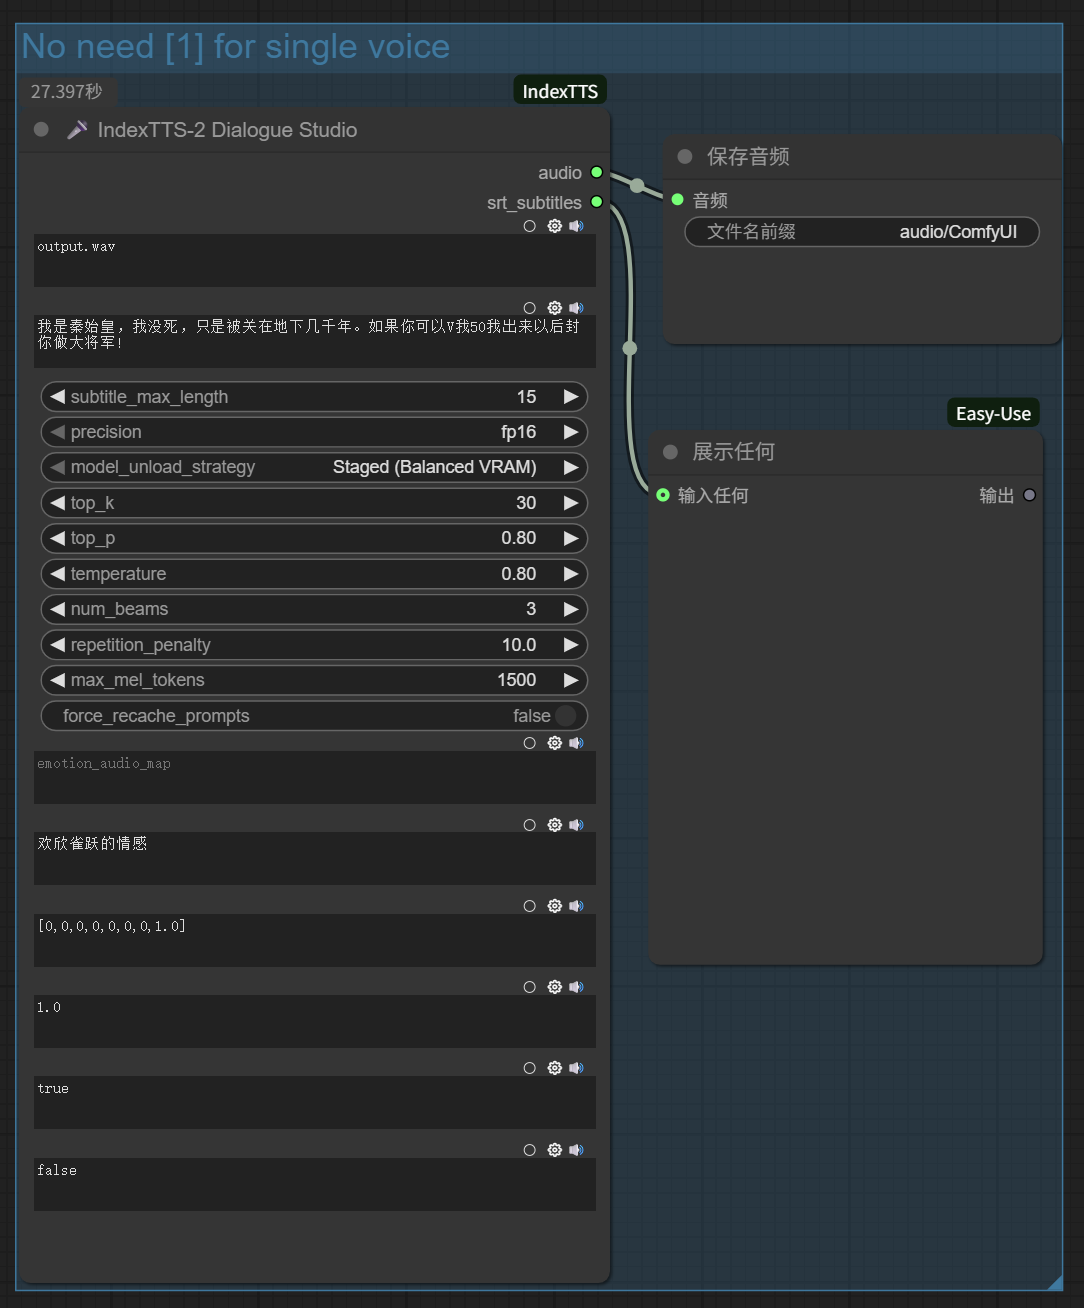 No need [1] for single voice
27.397秒
IndexTTS
IndexTTS-2 Dialogue Studio
audio
srt_subtitles
output.wav
我是秦始皇，我没死，只是被关在地下几千年。如果你可以V我50我出来以后封
你做大将军！
subtitle_max_length 15
precision fp16
model_unload_strategy Staged (Balanced VRAM)
top_k 30
top_p 0.80
temperature 0.80
num_beams 3
repetition_penalty 10.0
max_mel_tokens 1500
force_recache_prompts false
emotion_audio_map
欢欣雀跃的情感
[0,0,0,0,0,0,0,1.0]
1.0
true
false
保存音频
音频
文件名前缀 audio/ComfyUI
Easy-Use
展示任何
输入任何 输出